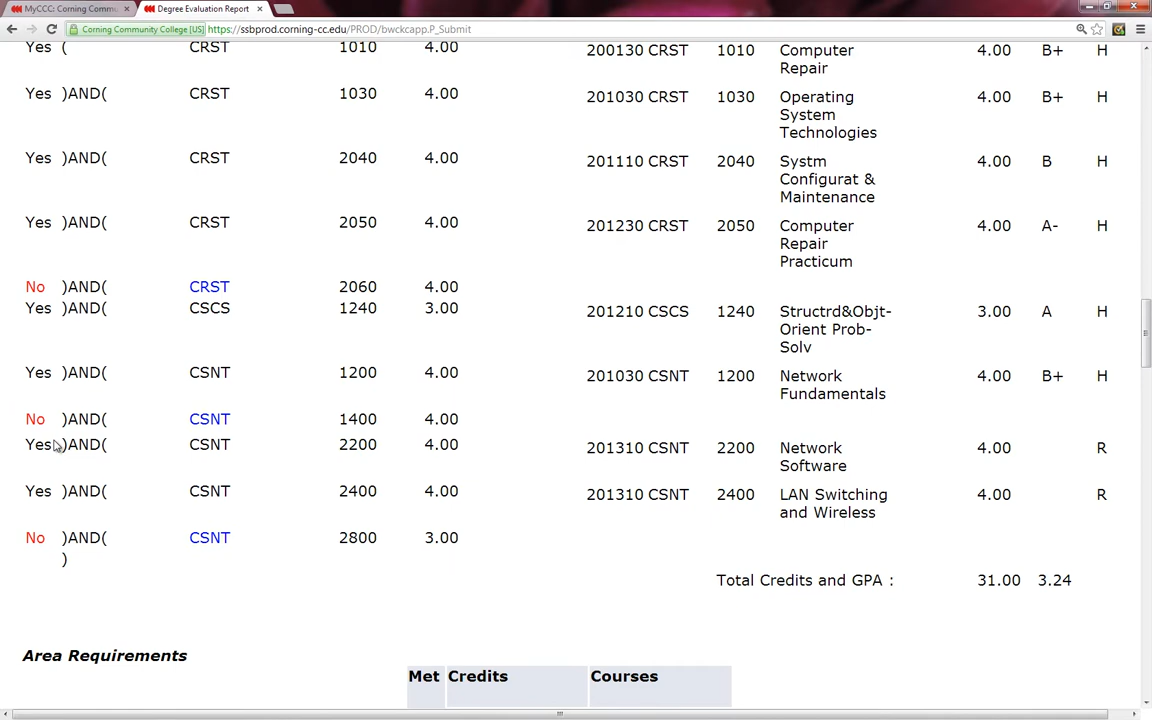 MyCCC: Corning Commu
Degree Evaluation Report
Corning Community College [US] https://ssbprod.corning-cc.edu/PROD/bwckcapp.P_Submit
Yes ( CRST 1010 4.00 200130 CRST 1010 Computer Repair 4.00 B+ H
Yes )AND( CRST 1030 4.00 201030 CRST 1030 Operating System Technologies 4.00 B+ H
Yes )AND( CRST 2040 4.00 201110 CRST 2040 Systm Configurat & Maintenance 4.00 B H
Yes )AND( CRST 2050 4.00 201230 CRST 2050 Computer Repair Practicum 4.00 A- H
No )AND( CRST 2060 4.00
Yes )AND( CSCS 1240 3.00 201210 CSCS 1240 Structrd&Objt-Orient Prob-Solv 3.00 A H
Yes )AND( CSNT 1200 4.00 201030 CSNT 1200 Network Fundamentals 4.00 B+ H
No )AND( CSNT 1400 4.00
Yes )AND( CSNT 2200 4.00 201310 CSNT 2200 Network Software 4.00 R
Yes )AND( CSNT 2400 4.00 201310 CSNT 2400 LAN Switching and Wireless 4.00 R
No )AND( CSNT 2800 3.00
)
Total Credits and GPA : 31.00 3.24
Area Requirements
Met Credits Courses